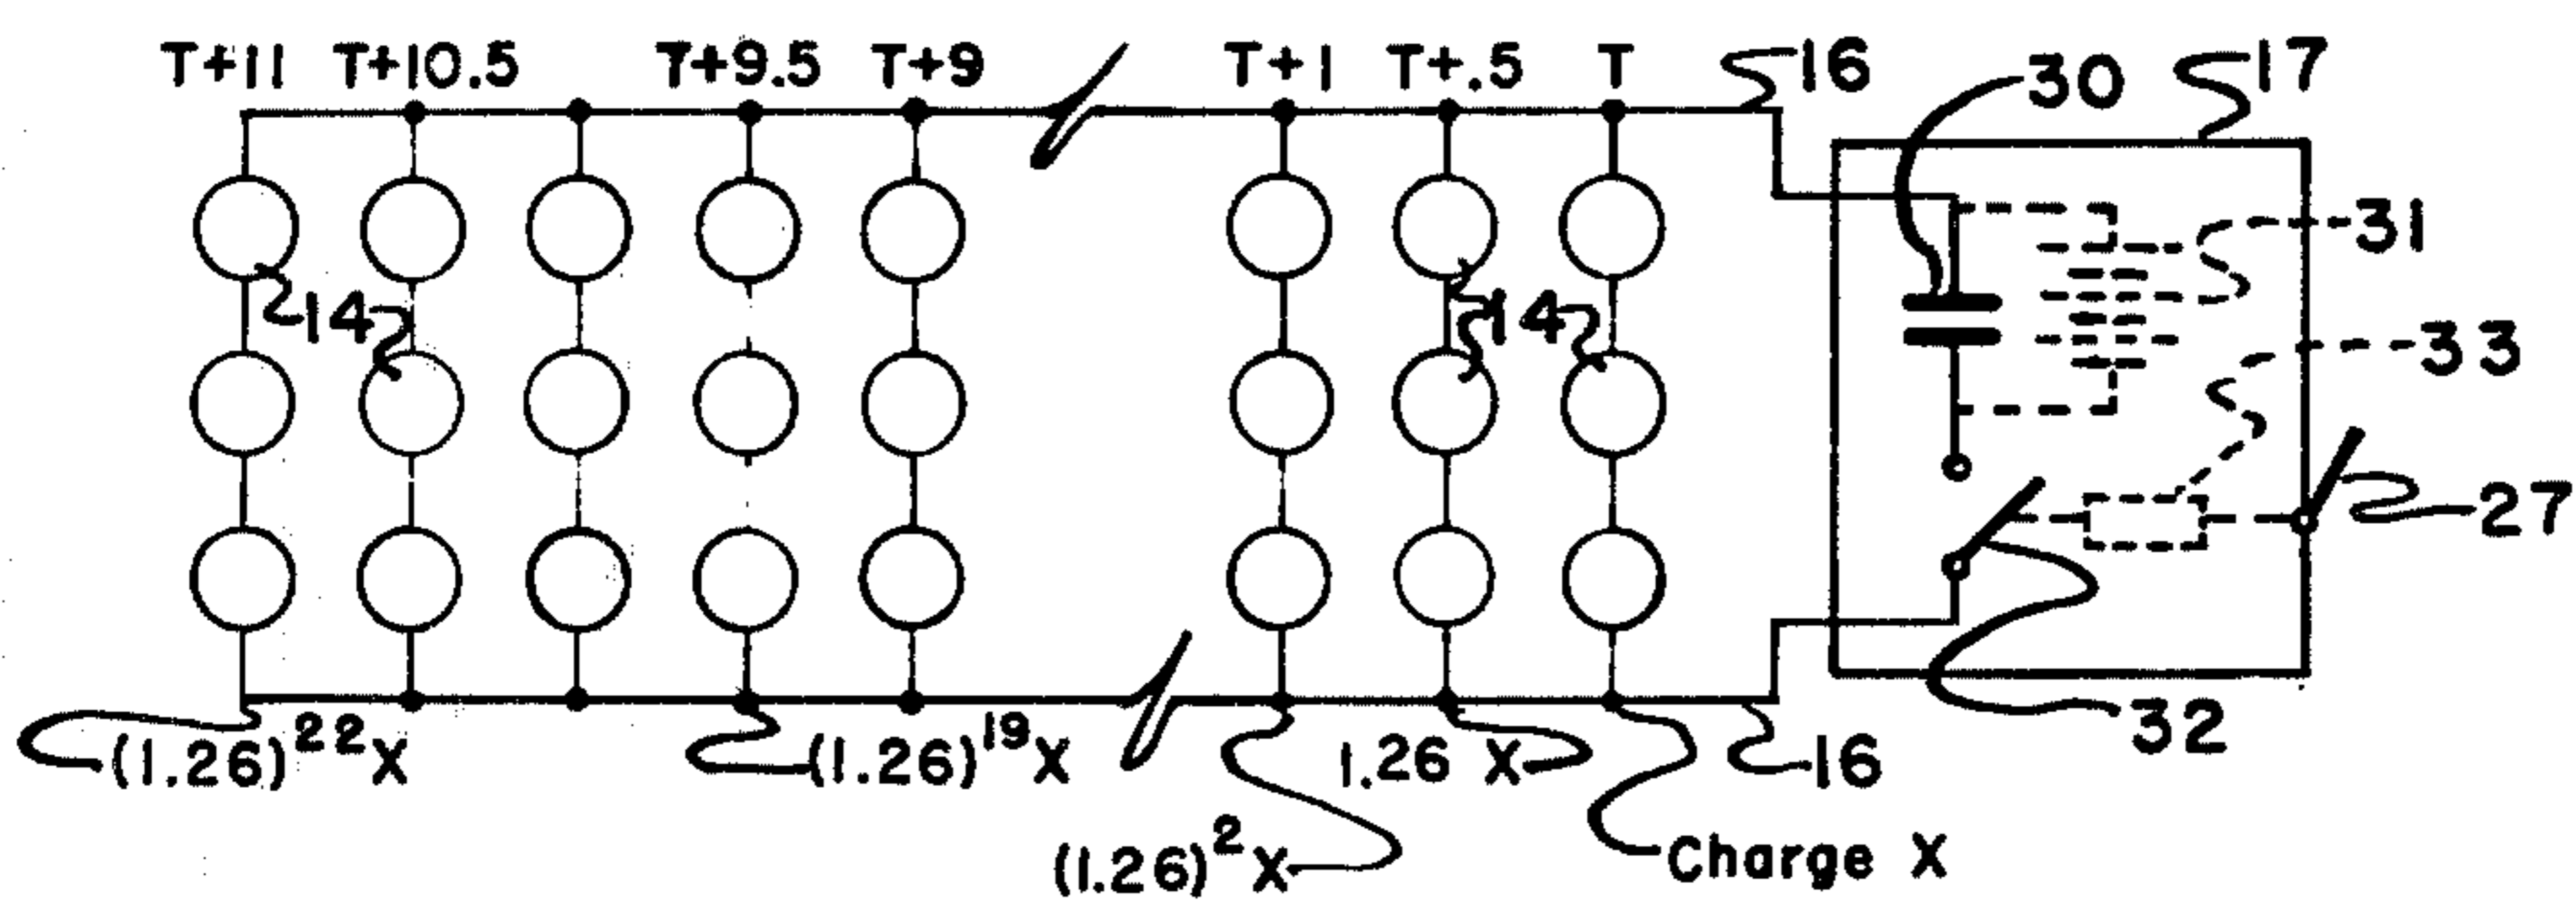 T+11 T+10.5 T+9.5 T+9 T+1 T+.5 T 16 30 17
31
14 14
33
27
(1.26)²²X (1.26)¹⁹X 1.26 X 16 32
(1.26)²X Charge X